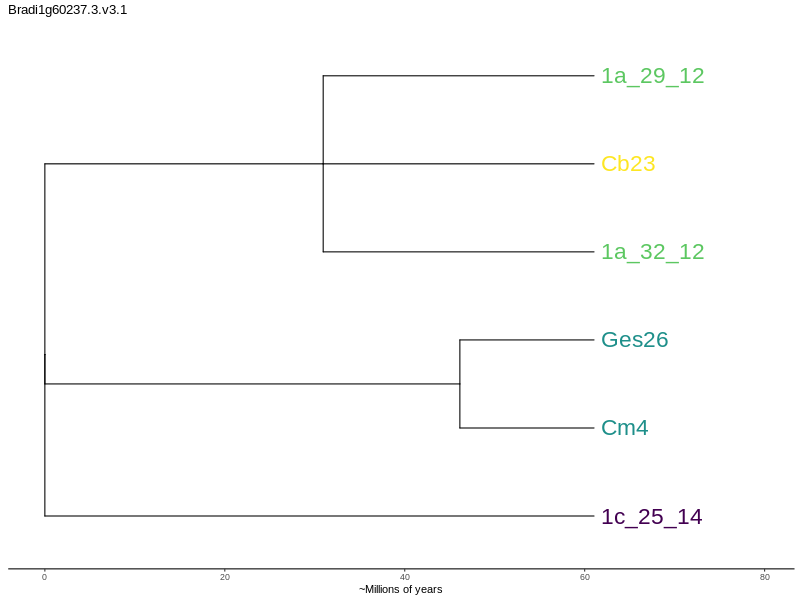 Bradi1g60237.3.v3.1
1a_29_12
Cb23
1a_32_12
Ges26
Cm4
1c_25_14
0 20 40 60 80
~Millions of years